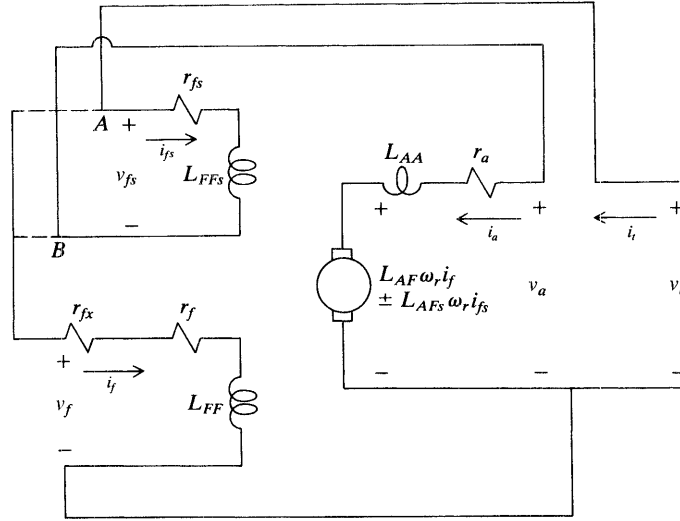 r_fs
A
+
i_fs
v_fs
L_FFs
−
B
L_AA
r_a
+
i_a
+
i_t
+
L_AF ω_r i_f
± L_AFs ω_r i_fs
v_a
v
−
−
−
r_fx
r_f
+
i_f
v_f
L_FF
−